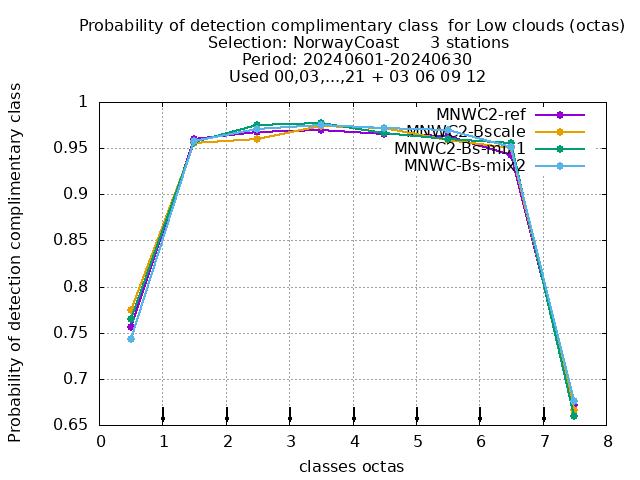 Probability of detection complimentary class  for Low clouds (octas)
Selection: NorwayCoast      3 stations
Period: 20240601-20240630
Used 00,03,...,21 + 03 06 09 12
Probability of detection complimentary class
1
0.95
0.9
0.85
0.8
0.75
0.7
0.65
MNWC2-ref
MNWC2-Bscale
MNWC2-Bs-mix1
MNWC-Bs-mix2
0 1 2 3 4 5 6 7 8
classes octas